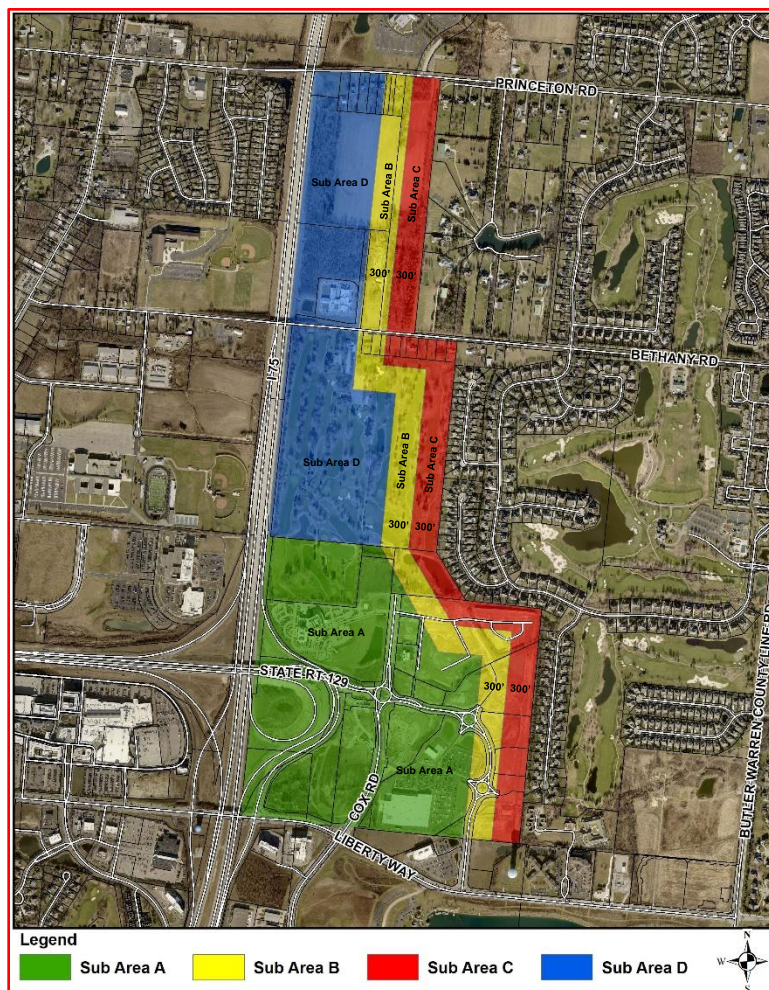 PRINCETON RD
Sub Area D
Sub Area B
Sub Area C
300'
300'
BETHANY RD
I 75
Sub Area D
Sub Area B
Sub Area C
300'
300'
Sub Area A
STATE RT 129
300'
300'
Sub Area A
COX RD
LIBERTY WAY
BUTLER WARREN COUNTY LINE RD
Legend
Sub Area A
Sub Area B
Sub Area C
Sub Area D
N
W
E
S